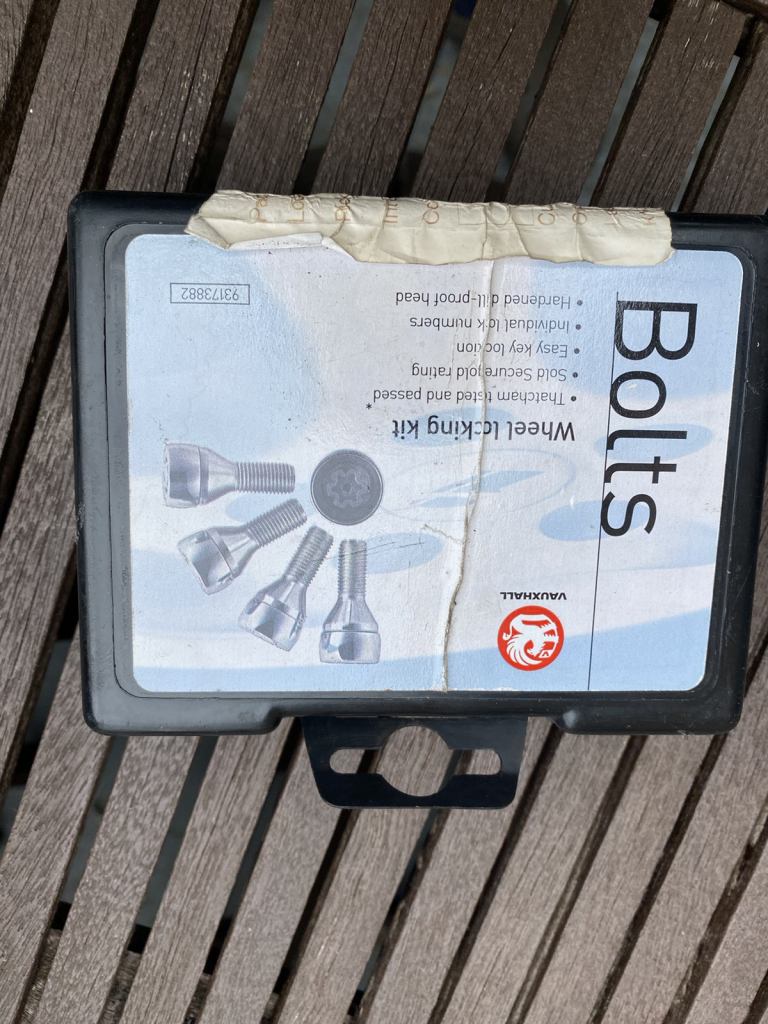 VAUXHALL
Bolts
Wheel locking kit*
• Thatcham tested and passed
• Sold Secure gold rating
• Easy key location
• Individual lock numbers
• Hardened drill-proof head
93173882